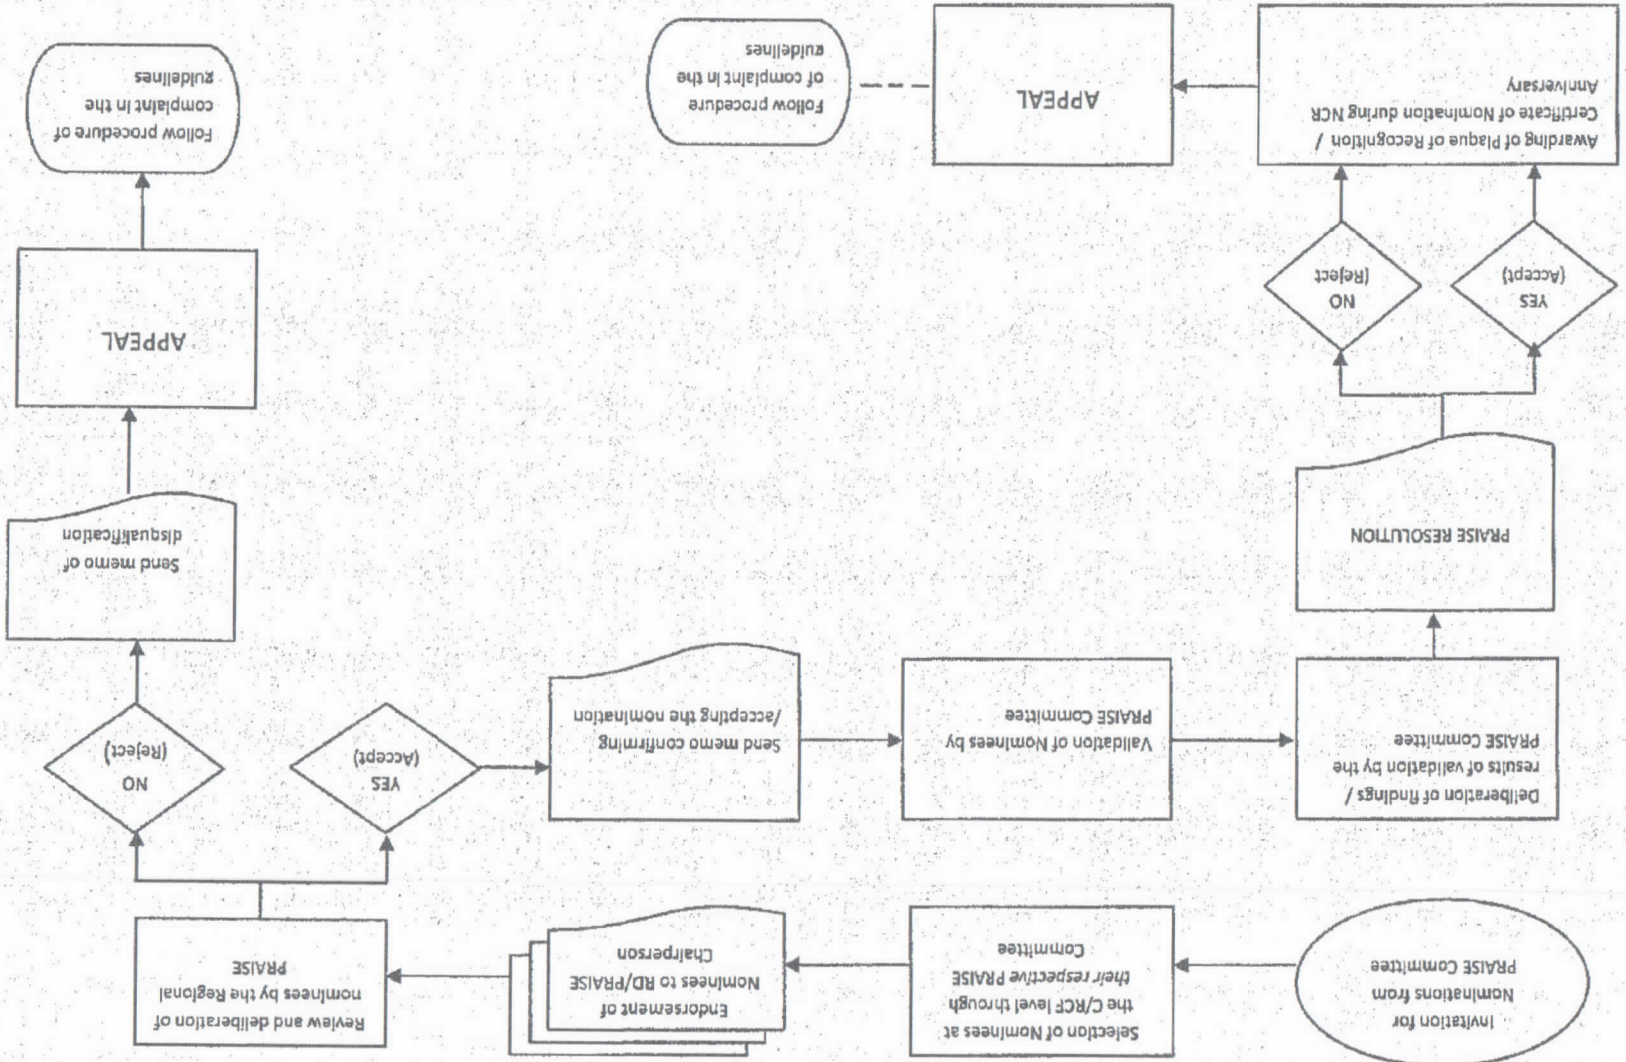 Invitation for
Nominations from
PRAISE Committee
Selection of Nominees at
the C/RCF level through
their respective PRAISE
Committee
Endorsement of
Nominees to RD/PRAISE
Chairperson
Review and deliberation of
nominees by the Regional
PRAISE
YES
(Accept)
NO
(Reject)
Send memo confirming
/accepting the nomination
Validation of Nominees by
PRAISE Committee
Deliberation of findings /
results of validation by the
PRAISE Committee
PRAISE RESOLUTION
YES
(Accept)
NO
(Reject)
Awarding of Plaque of Recognition /
Certificate of Nomination during NCR
Anniversary
APPEAL
Follow procedure
of complaint in the
guidelines
Send memo of
disqualification
APPEAL
Follow procedure of
complaint in the
guidelines